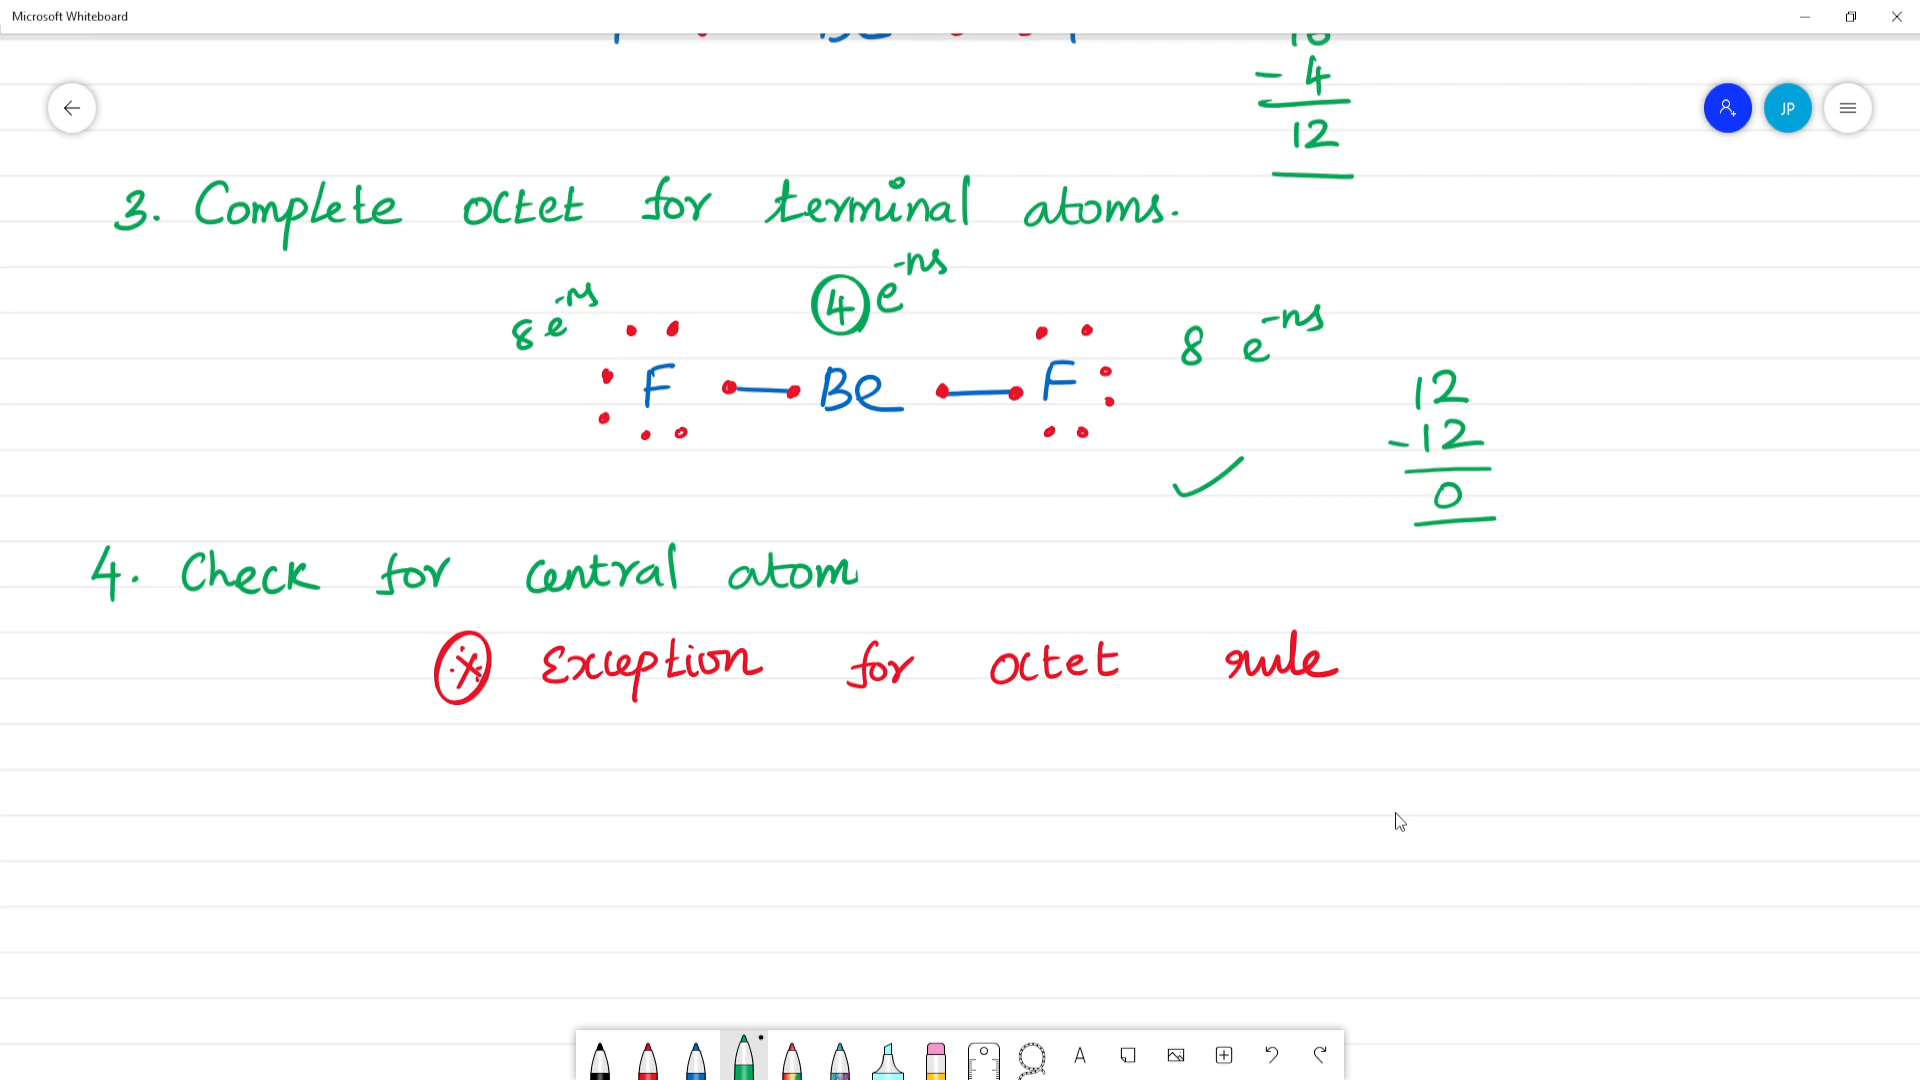 Microsoft Whiteboard
- 4
12
JP
3. Complete octet for terminal atoms.
8 e-ns
4 e-ns
8 e-ns
F Be F
12
-12
0
4. Check for central atom
Exception for octet rule
A